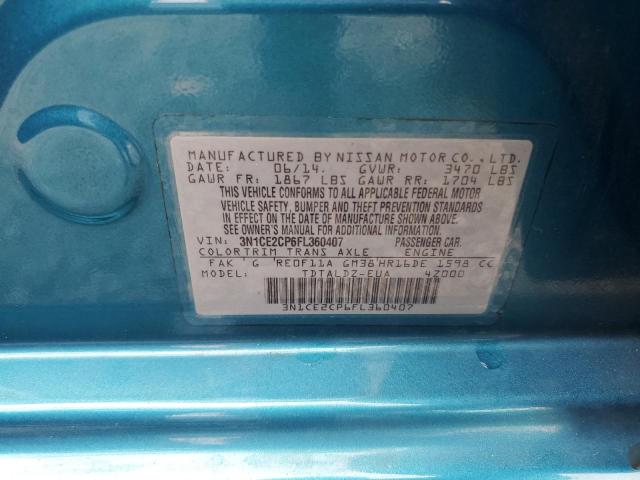 MANUFACTURED BY NISSAN MOTOR CO., LTD.
DATE: 06/14. GVWR: 3470 LBS
GAWR FR: 1867 LBS GAWR RR: 1704 LBS
THIS VEHICLE CONFORMS TO ALL APPLICABLE FEDERAL MOTOR
VEHICLE SAFETY, BUMPER AND THEFT PREVENTION STANDARDS
IN EFFECT ON THE DATE OF MANUFACTURE SHOWN ABOVE.
SEE OWNER'S MANUAL FOR ADDITIONAL INFORMATION.
VIN: 3N1CE2CP6FL360407 PASSENGER CAR.
COLOR TRIM TRANS AXLE ENGINE
FAK G RE0F11A GM38 HR16DE 1598 CC
MODEL: TDTALDZ-EUA 4Z000
3N1CE2CP6FL360407